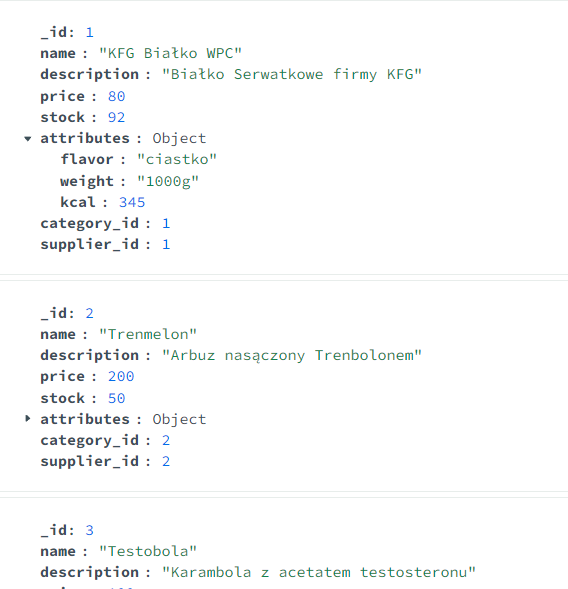 _id: 1
name : "KFG Białko WPC"
description : "Białko Serwatkowe firmy KFG"
price : 80
stock : 92
attributes : Object
flavor : "ciastko"
weight : "1000g"
kcal : 345
category_id : 1
supplier_id : 1
_id: 2
name : "Trenmelon"
description : "Arbuz nasączony Trenbolonem"
price : 200
stock : 50
attributes : Object
category_id : 2
supplier_id : 2
_id: 3
name : "Testobola"
description : "Karambola z acetatem testosteronu"